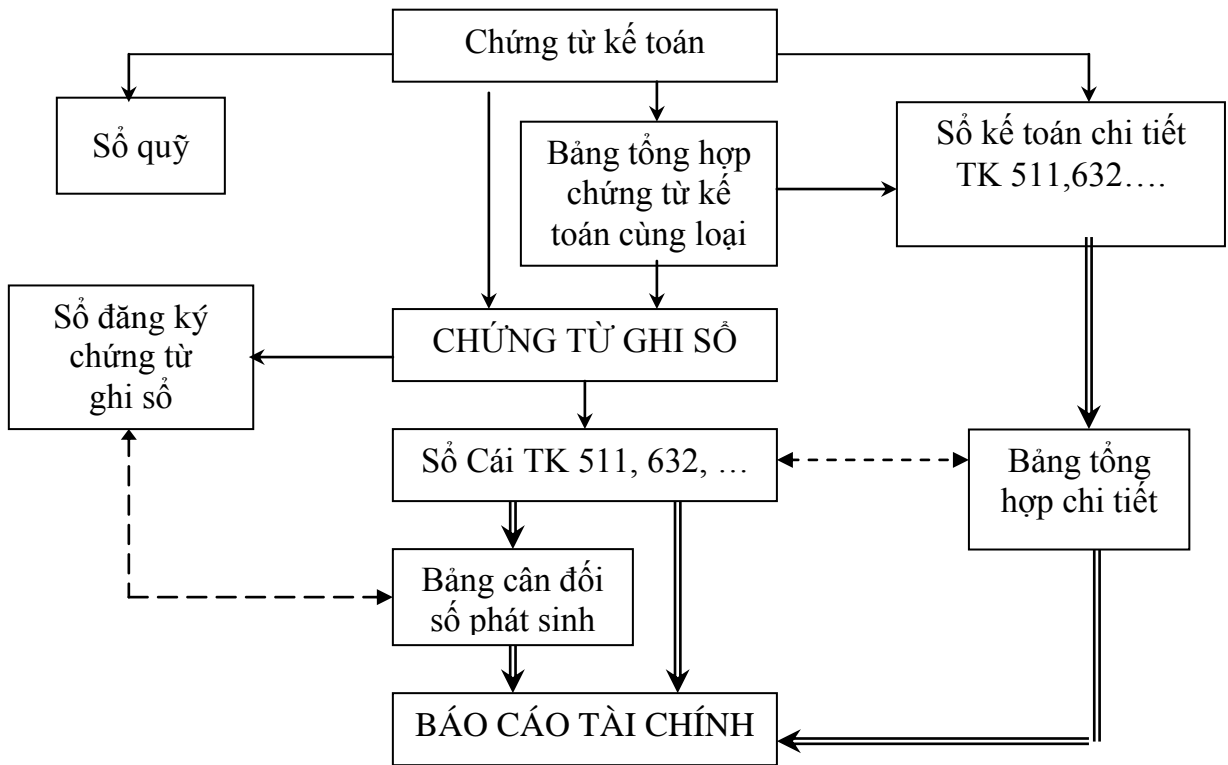 Chứng từ kế toán
Sổ quỹ
Bảng tổng hợp
chứng từ kế
toán cùng loại
Sổ kế toán chi tiết
TK 511,632….
Sổ đăng ký
chứng từ
ghi sổ
CHỨNG TỪ GHI SỔ
Sổ Cái TK 511, 632, …
Bảng tổng
hợp chi tiết
Bảng cân đối
số phát sinh
BÁO CÁO TÀI CHÍNH